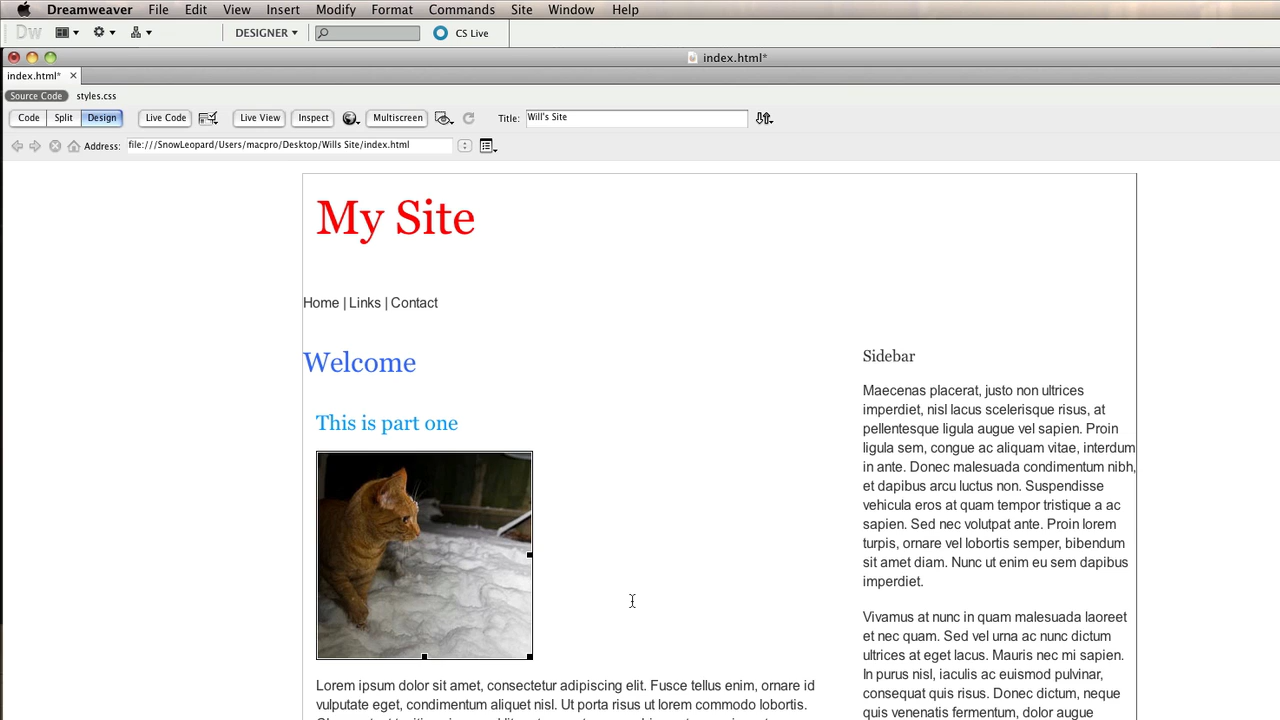 Dreamweaver File Edit View Insert Modify Format Commands Site Window Help
Dw DESIGNER CS Live
index.html*
index.html*
Source Code styles.css
Code Split Design Live Code Live View Inspect Multiscreen Title: Will's Site
Address: file:///SnowLeopard/Users/macpro/Desktop/Wills Site/index.html
My Site
Home | Links | Contact
Welcome
This is part one
Lorem ipsum dolor sit amet, consectetur adipiscing elit. Fusce tellus enim, ornare id
vulputate eget, condimentum aliquet nisl. Ut porta risus ut lorem commodo lobortis.
Sidebar
Maecenas placerat, justo non ultrices
imperdiet, nisl lacus scelerisque risus, at
pellentesque ligula augue vel sapien. Proin
ligula sem, congue ac aliquam vitae, interdum
in ante. Donec malesuada condimentum nibh,
et dapibus arcu luctus non. Suspendisse
vehicula eros at quam tempor tristique a ac
sapien. Sed nec volutpat ante. Proin lorem
turpis, ornare vel lobortis semper, bibendum
sit amet diam. Nunc ut enim eu sem dapibus
imperdiet.
Vivamus at nunc in quam malesuada laoreet
et nec quam. Sed vel urna ac nunc dictum
ultrices at eget lacus. Mauris nec mi sapien.
In purus nisl, iaculis ac euismod pulvinar,
consequat quis risus. Donec dictum, neque
quis venenatis fermentum, dolor augue